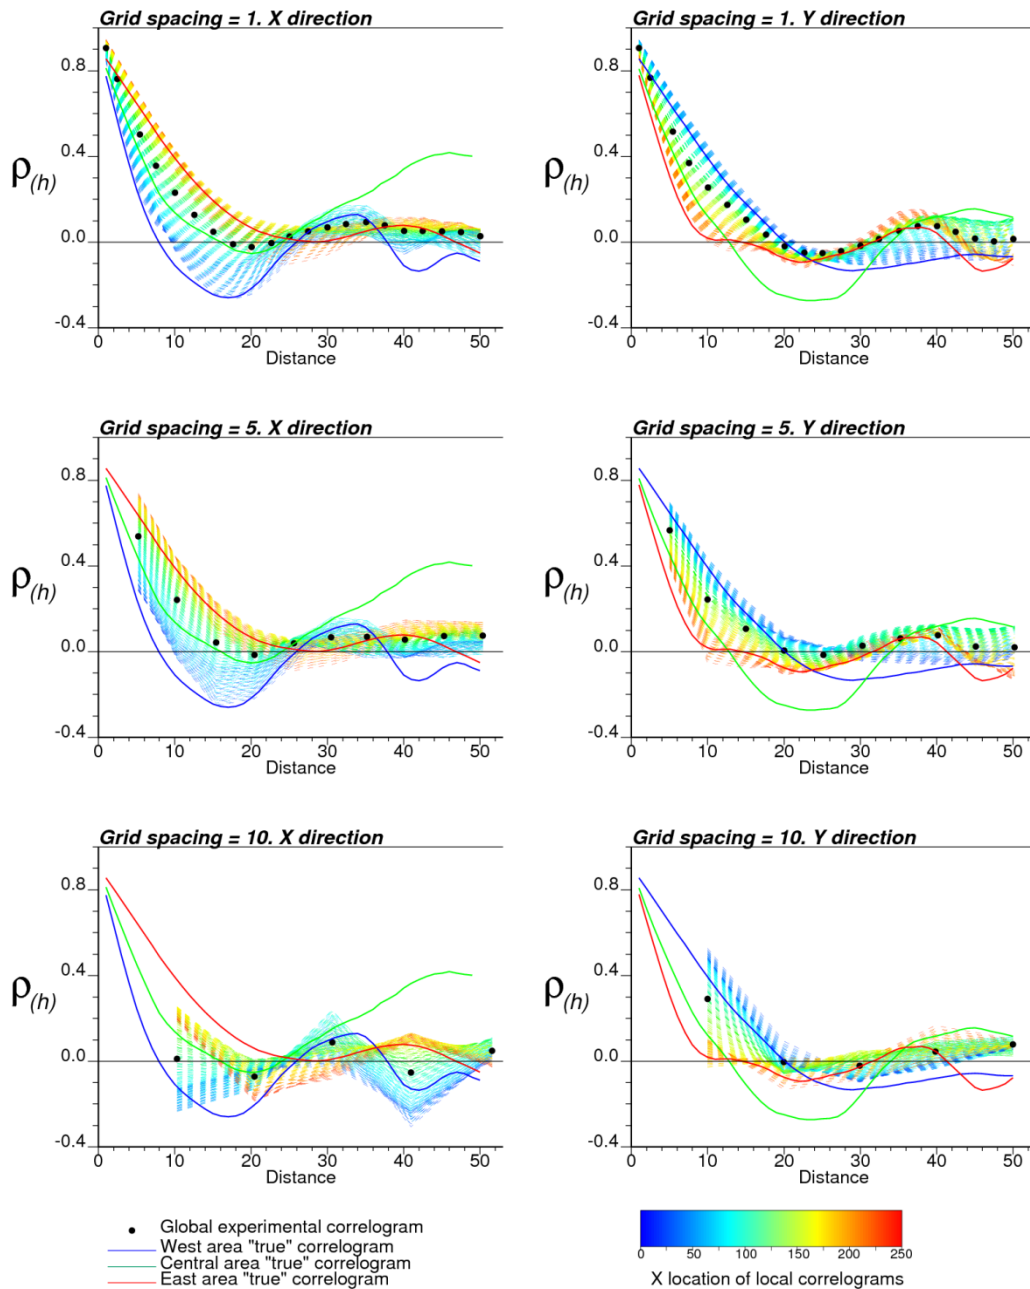 Grid spacing = 1. X direction
0.8
0.4
0.0
-0.4
ρ(h)
0 10 20 30 40 50
Distance
Grid spacing = 1. Y direction
0.8
0.4
0.0
-0.4
ρ(h)
0 10 20 30 40 50
Distance
Grid spacing = 5. X direction
0.8
0.4
0.0
-0.4
ρ(h)
0 10 20 30 40 50
Distance
Grid spacing = 5. Y direction
0.8
0.4
0.0
-0.4
ρ(h)
0 10 20 30 40 50
Distance
Grid spacing = 10. X direction
0.8
0.4
0.0
-0.4
ρ(h)
0 10 20 30 40 50
Distance
Grid spacing = 10. Y direction
0.8
0.4
0.0
-0.4
ρ(h)
0 10 20 30 40 50
Distance
Global experimental correlogram
West area "true" correlogram
Central area "true" correlogram
East area "true" correlogram
0 50 100 150 200 250
X location of local correlograms